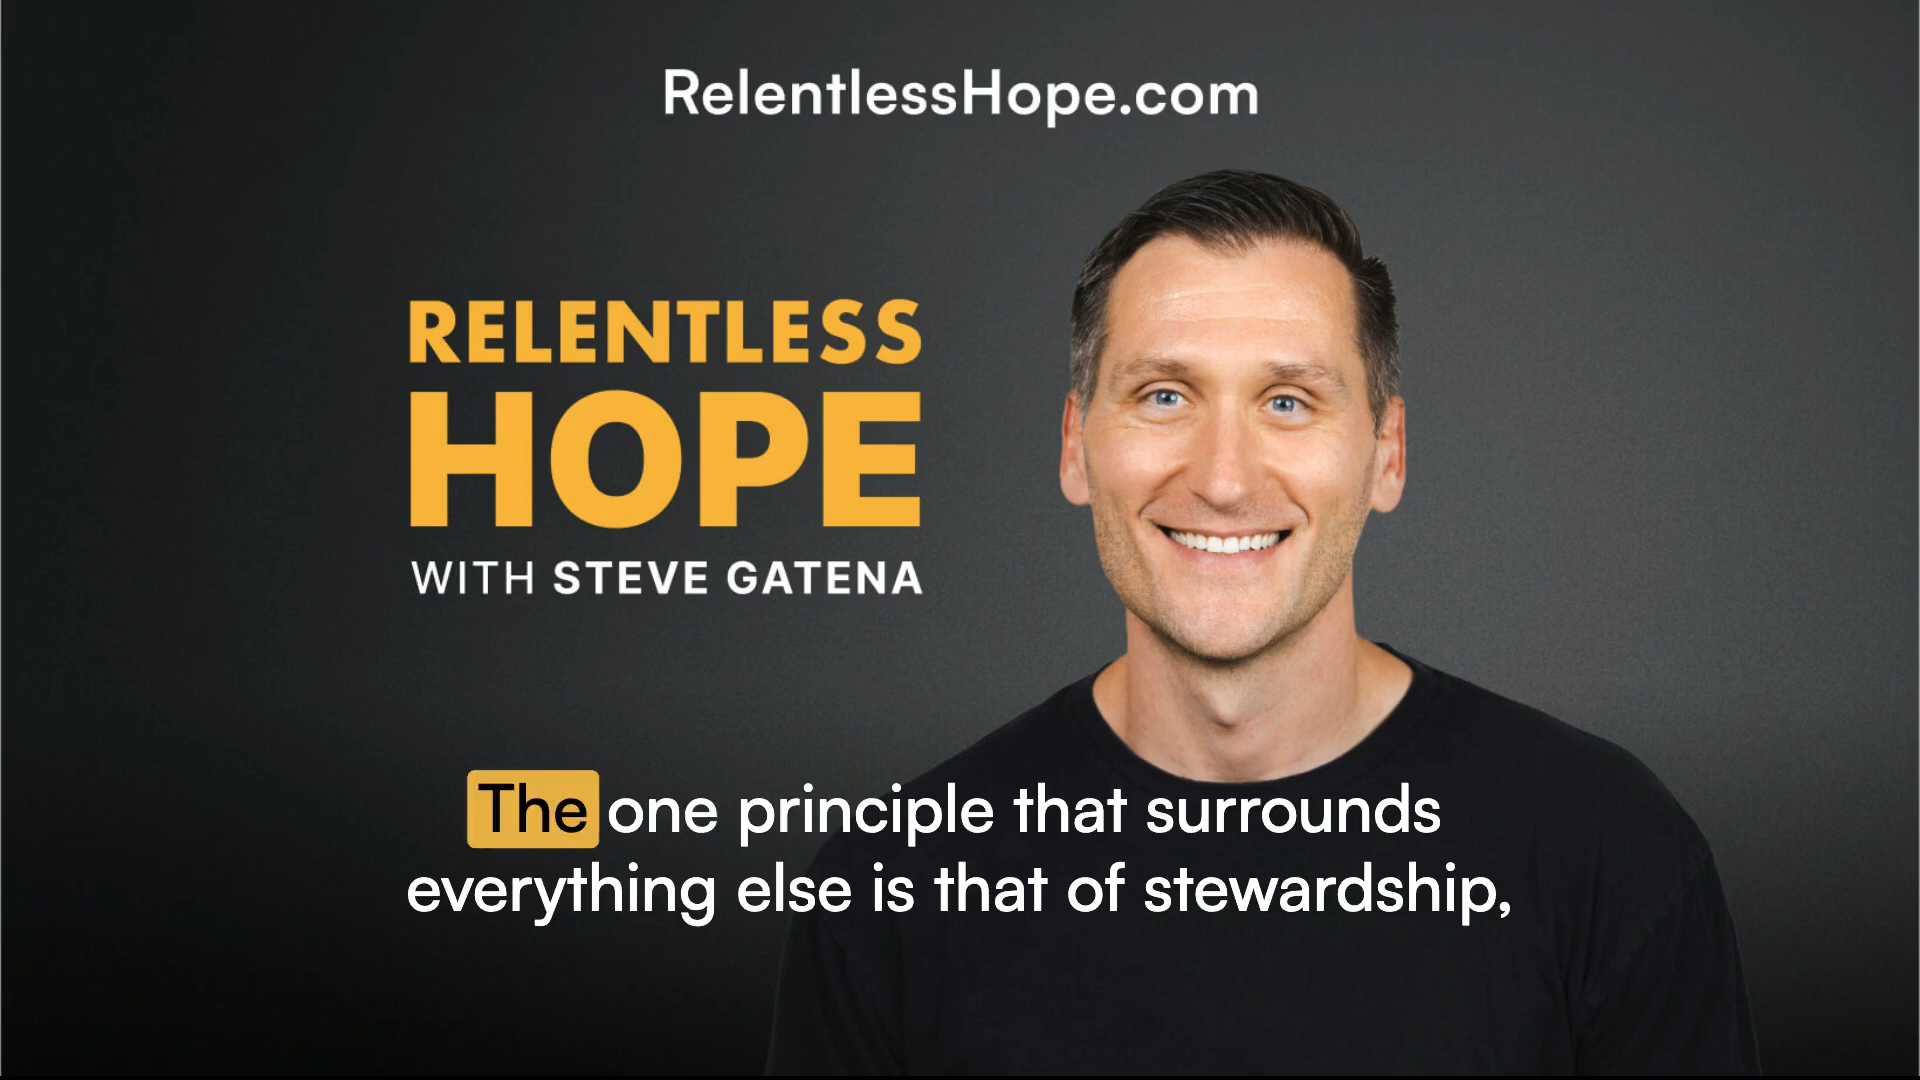 RelentlessHope.com
RELENTLESS
HOPE
WITH STEVE GATENA
The one principle that surrounds
everything else is that of stewardship,